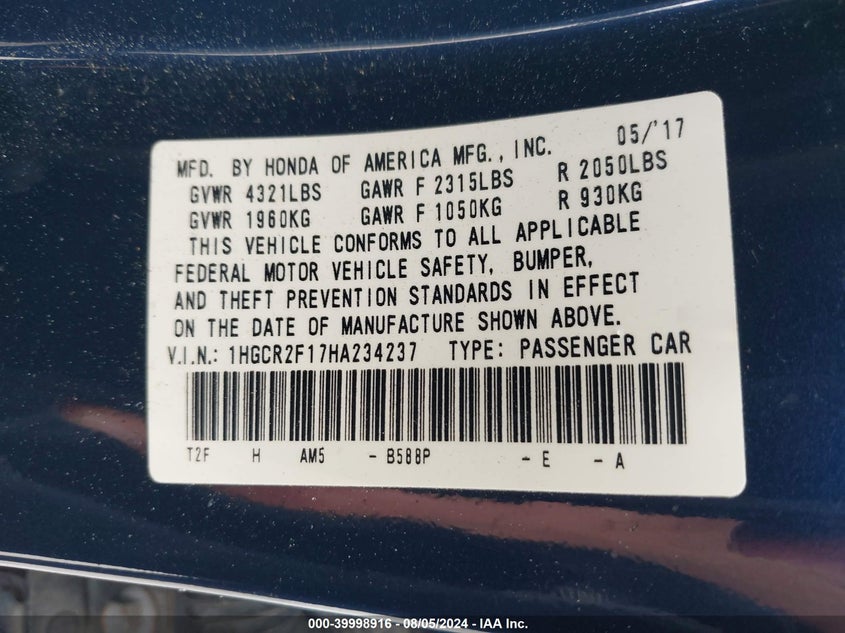 05/'17
MFD. BY HONDA OF AMERICA MFG., INC.
GVWR 4321LBS GAWR F 2315LBS R 2050LBS
GVWR 1960KG GAWR F 1050KG R 930KG
THIS VEHICLE CONFORMS TO ALL APPLICABLE
FEDERAL MOTOR VEHICLE SAFETY, BUMPER,
AND THEFT PREVENTION STANDARDS IN EFFECT
ON THE DATE OF MANUFACTURE SHOWN ABOVE.
V.I.N.: 1HGCR2F17HA234237 TYPE: PASSENGER CAR
T2F H AM5 - B588P - E - A
000-39998916 - 08/05/2024 - IAA Inc.